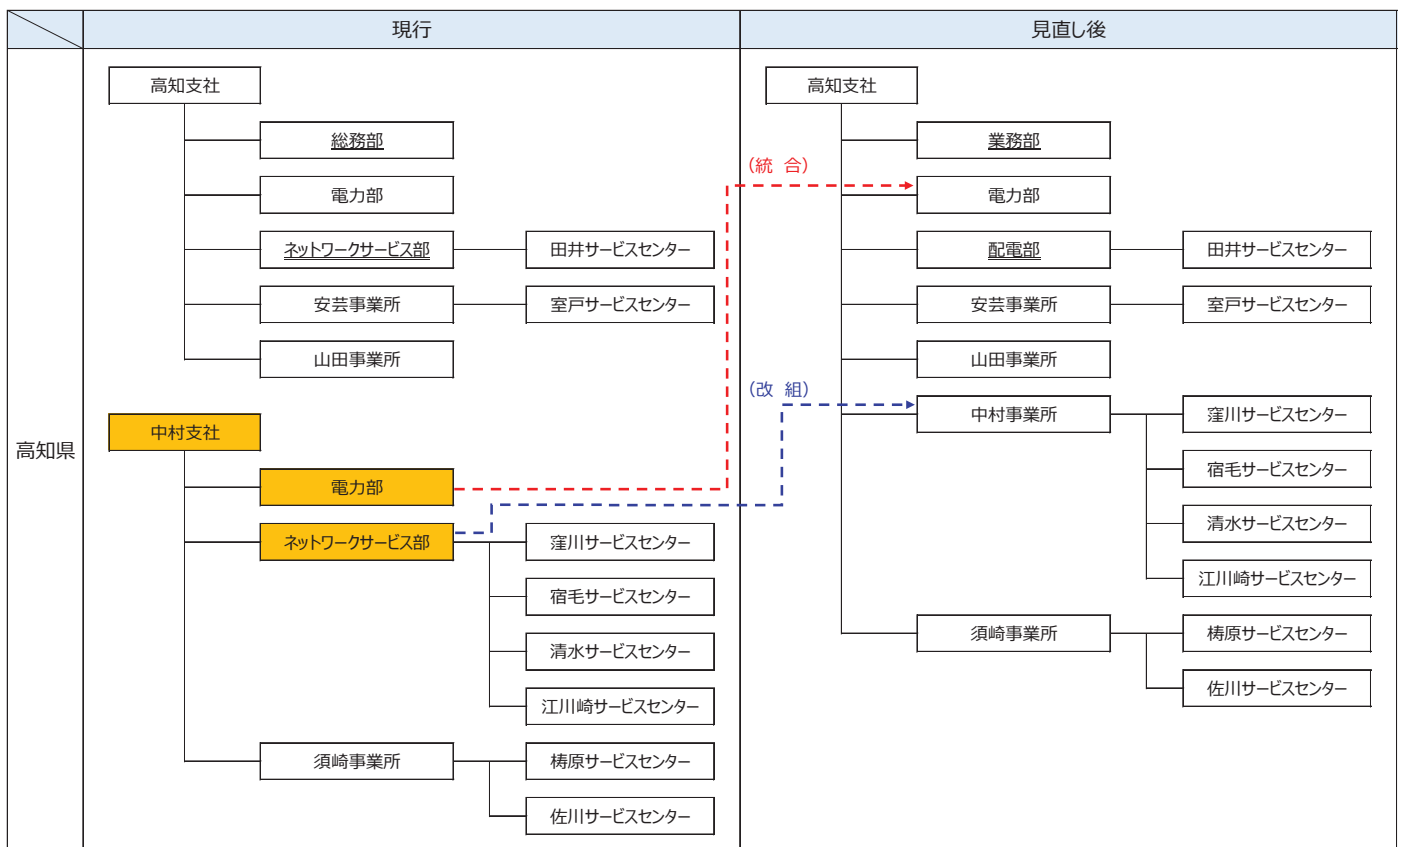 現行
見直し後
高知県
高知支社
総務部
電力部
ネットワークサービス部
田井サービスセンター
安芸事業所
室戸サービスセンター
山田事業所
中村支社
電力部
ネットワークサービス部
窪川サービスセンター
宿毛サービスセンター
清水サービスセンター
江川崎サービスセンター
須崎事業所
梼原サービスセンター
佐川サービスセンター
（統　合）
（改　組）
高知支社
業務部
電力部
配電部
田井サービスセンター
安芸事業所
室戸サービスセンター
山田事業所
中村事業所
窪川サービスセンター
宿毛サービスセンター
清水サービスセンター
江川崎サービスセンター
須崎事業所
梼原サービスセンター
佐川サービスセンター